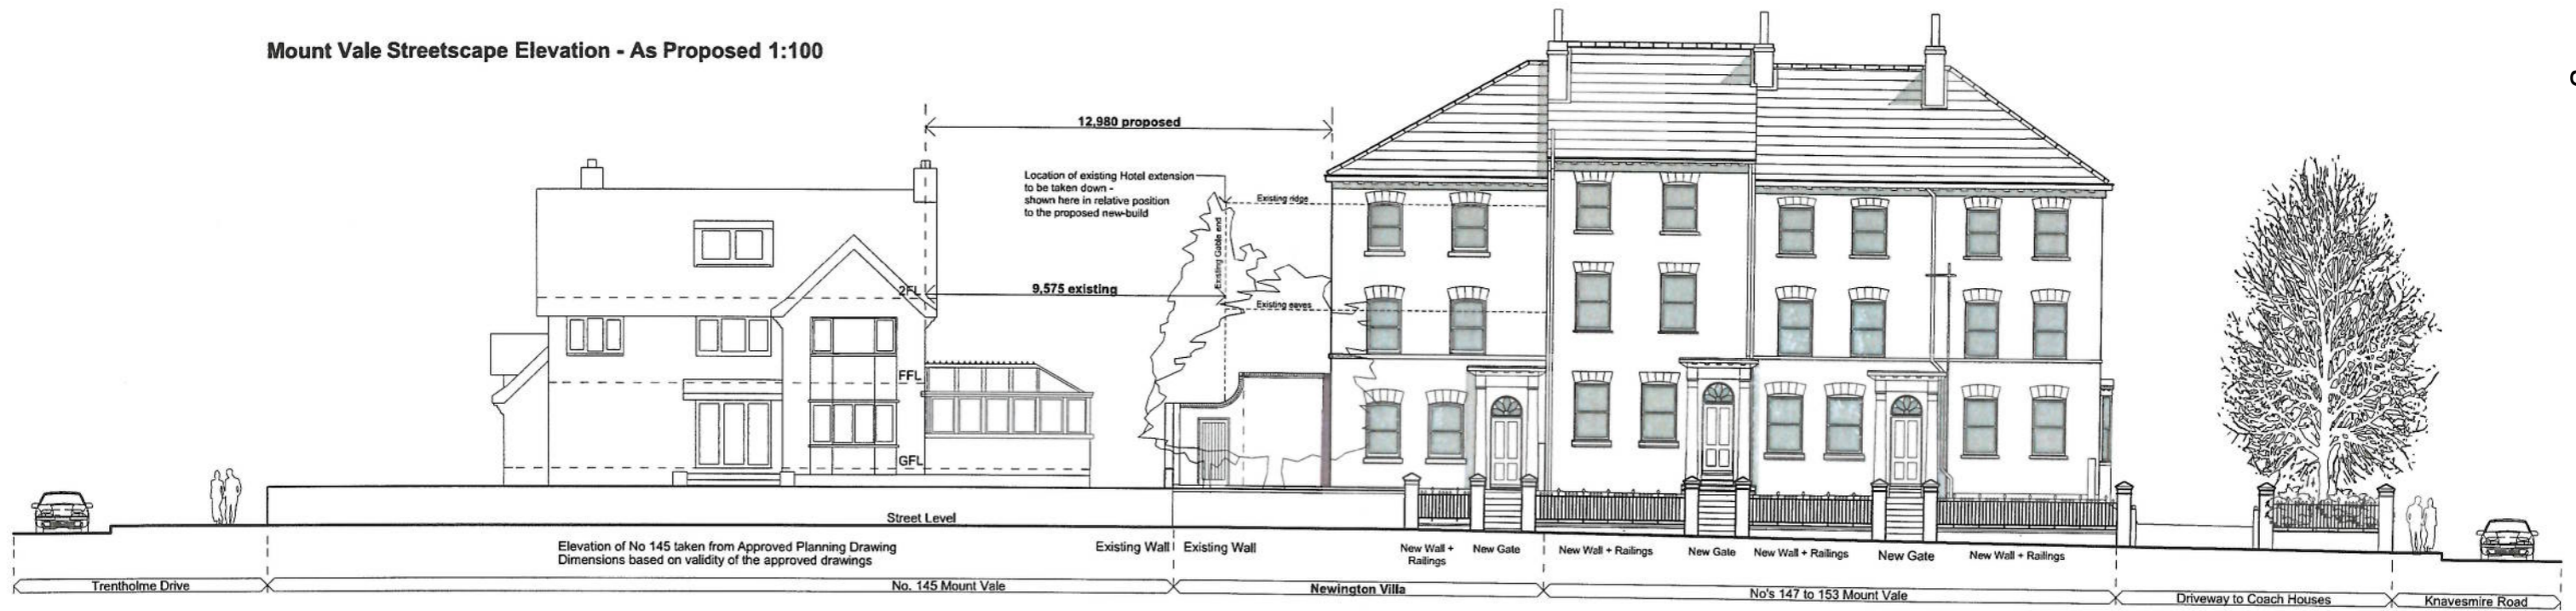 Mount Vale Streetscape Elevation - As Proposed 1:100
12,980 proposed
Location of existing Hotel extension
to be taken down -
shown here in relative position
to the proposed new-build
Existing ridge
Existing Gable end
2FL
9,575 existing
Existing eaves
FFL
GFL
Street Level
Elevation of No 145 taken from Approved Planning Drawing
Dimensions based on validity of the approved drawings
Existing Wall
Existing Wall
New Wall +
Railings
New Gate
New Wall + Railings
New Gate
New Wall + Railings
New Gate
New Wall + Railings
Trentholme Drive
No. 145 Mount Vale
Newington Villa
No's 147 to 153 Mount Vale
Driveway to Coach Houses
Knavesmire Road